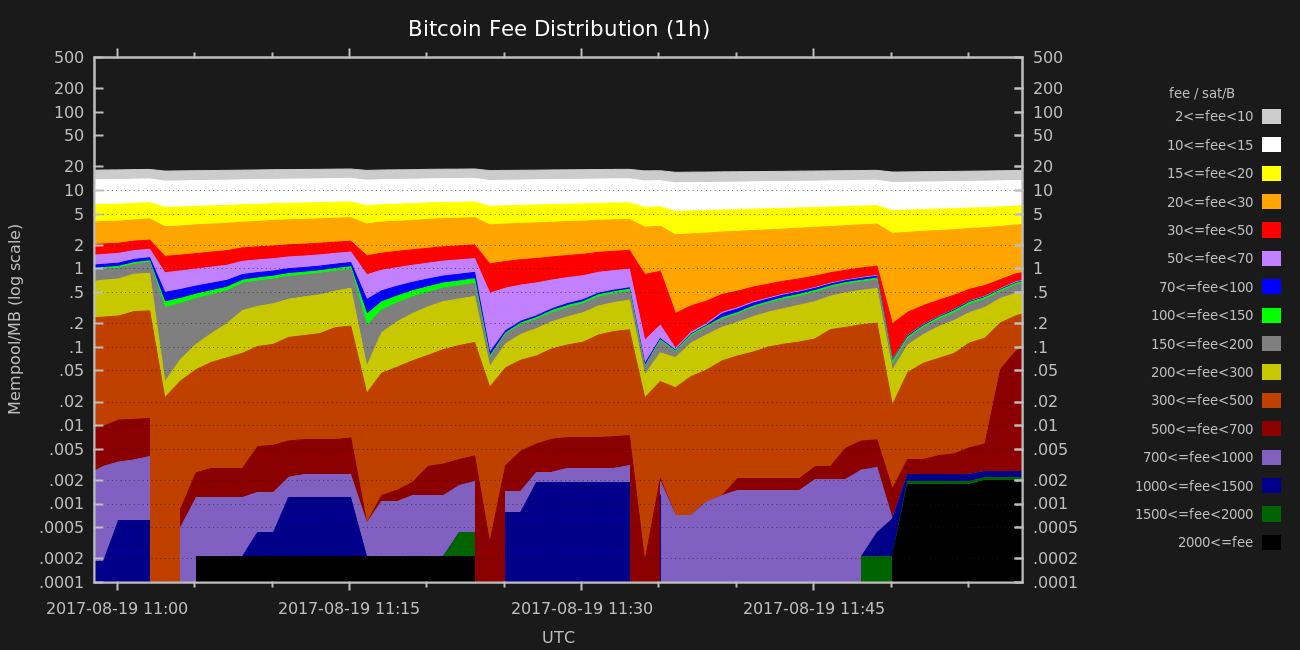 Bitcoin Fee Distribution (1h)
500
200
100
50
20
10
5
2
1
.5
.2
.1
.05
.02
.01
.005
.002
.001
.0005
.0002
.0001
Mempool/MB (log scale)
500
200
100
50
20
10
5
2
1
.5
.2
.1
.05
.02
.01
.005
.002
.001
.0005
.0002
.0001
2017-08-19 11:00
2017-08-19 11:15
2017-08-19 11:30
2017-08-19 11:45
UTC
fee / sat/B
2<=fee<10
10<=fee<15
15<=fee<20
20<=fee<30
30<=fee<50
50<=fee<70
70<=fee<100
100<=fee<150
150<=fee<200
200<=fee<300
300<=fee<500
500<=fee<700
700<=fee<1000
1000<=fee<1500
1500<=fee<2000
2000<=fee